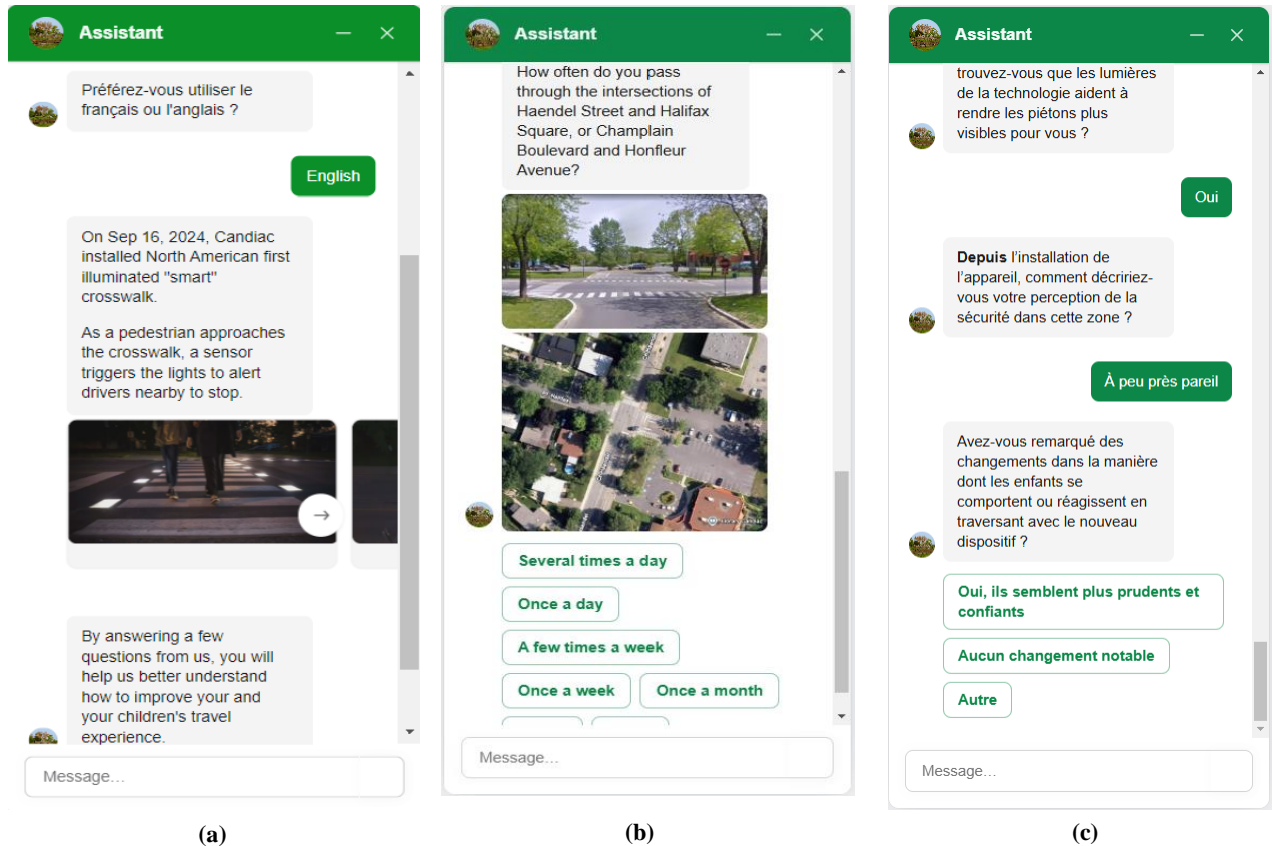 Assistant
Préférez-vous utiliser le
français ou l'anglais ?
English
On Sep 16, 2024, Candiac
installed North American first
illuminated "smart"
crosswalk.
As a pedestrian approaches
the crosswalk, a sensor
triggers the lights to alert
drivers nearby to stop.
By answering a few
questions from us, you will
help us better understand
how to improve your and
your children's travel
experience.
Message...
(a)
Assistant
How often do you pass
through the intersections of
Haendel Street and Halifax
Square, or Champlain
Boulevard and Honfleur
Avenue?
Several times a day
Once a day
A few times a week
Once a week
Once a month
Message...
(b)
Assistant
trouvez-vous que les lumières
de la technologie aident à
rendre les piétons plus
visibles pour vous ?
Oui
Depuis l'installation de
l'appareil, comment décririez-
vous votre perception de la
sécurité dans cette zone ?
À peu près pareil
Avez-vous remarqué des
changements dans la manière
dont les enfants se
comportent ou réagissent en
traversant avec le nouveau
dispositif ?
Oui, ils semblent plus prudents et
confiants
Aucun changement notable
Autre
Message...
(c)